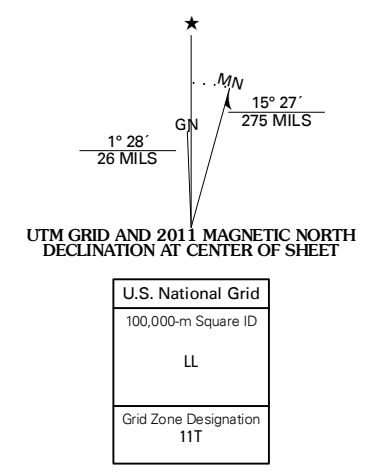 ★
MN
15° 27´
275 MILS
GN
1° 28´
26 MILS
UTM GRID AND 2011 MAGNETIC NORTH
DECLINATION AT CENTER OF SHEET
U.S. National Grid
100,000-m Square ID
LL
Grid Zone Designation
11T